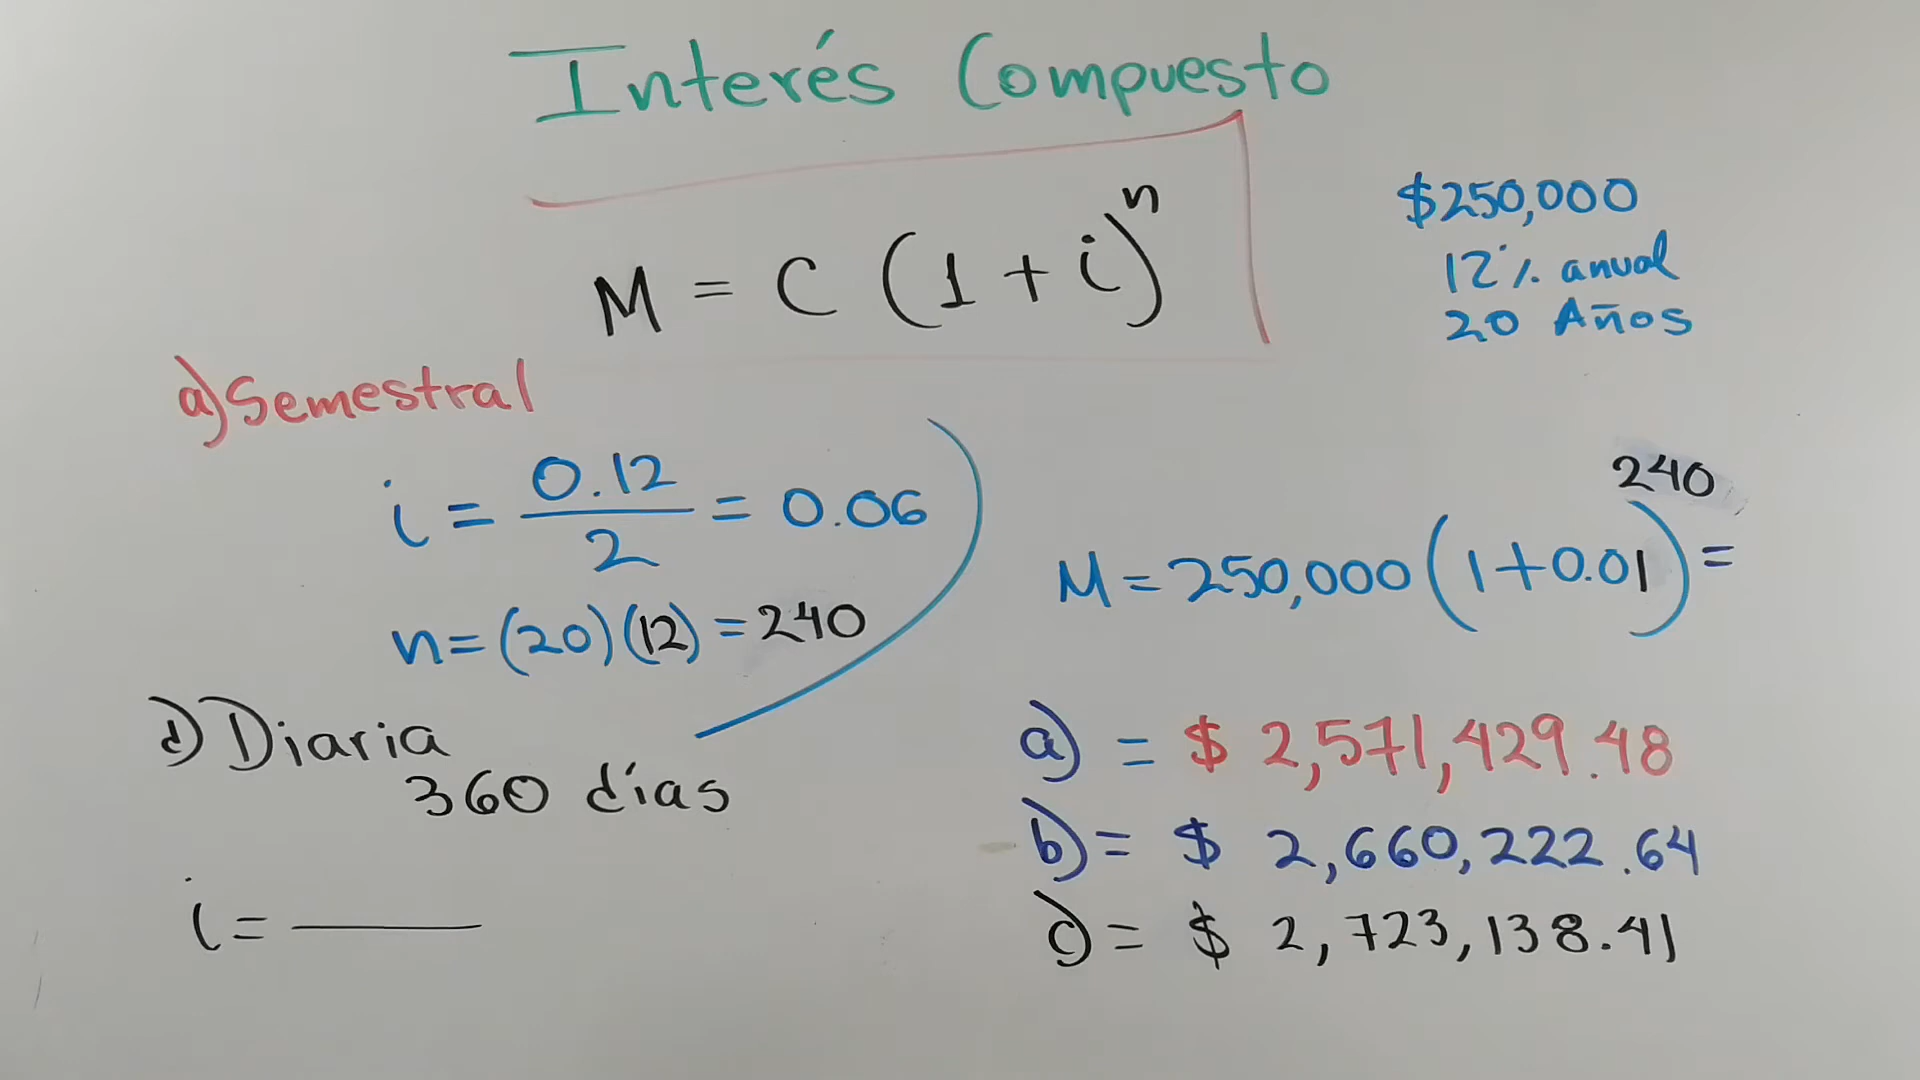 Interés Compuesto
M = C (1 + i)^n
$250,000
12% anual
20 Años
a) Semestral
i = 0.12/2 = 0.06
n = (20)(12) = 240
M = 250,000 (1+0.01)^240 =
d) Diaria
360 días
i = ———
a) = $ 2,571,429.48
b) = $ 2,660,222.64
c) = $ 2,723,138.41